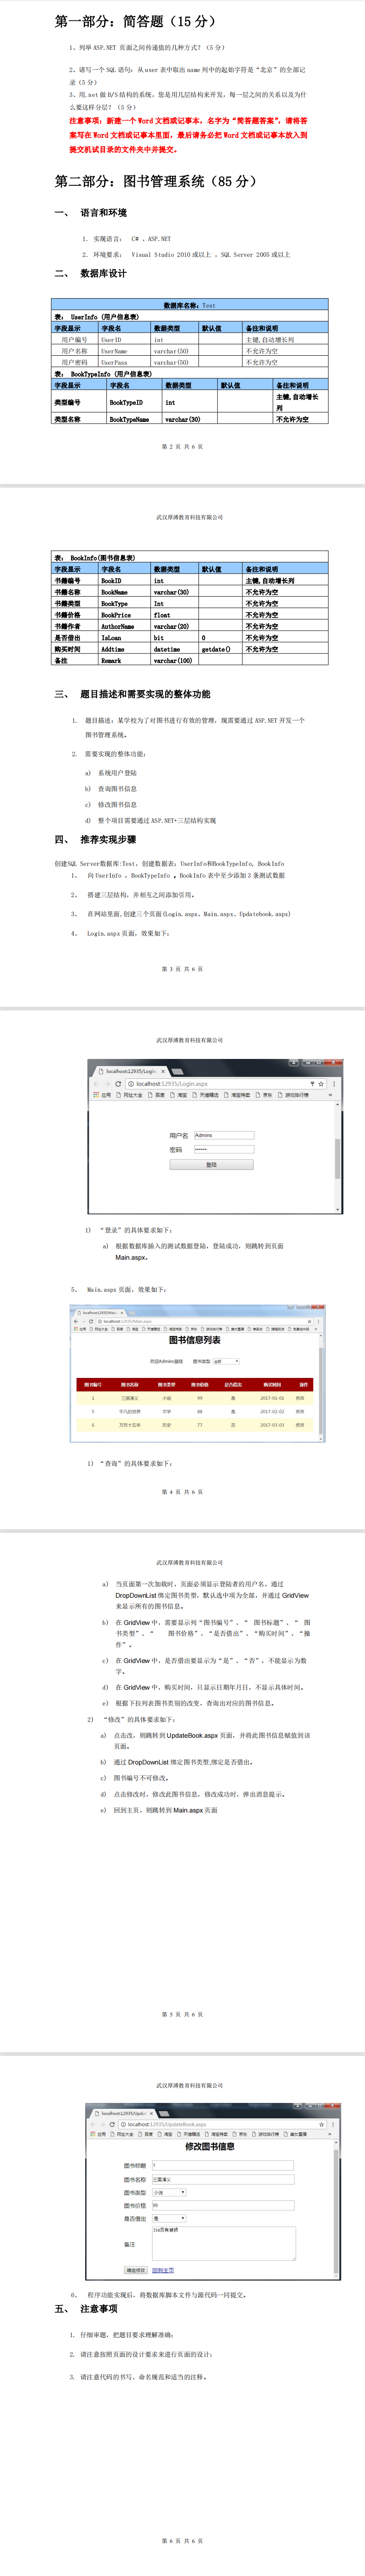 第一部分：简答题（15 分）
1、列举 ASP.NET 页面之间传递值的几种方式？（5 分）
2、请写一个 SQL 语句：从 user 表中取出 name 列中的起始字符是“北京”的全部记
录（5 分）
3、用.net 做 B/S 结构的系统，您是用几层结构来开发，每一层之间的关系以及为什
么要这样分层？（5 分）
注意事项：新建一个 Word 文档或记事本，名字为“简答题答案”，请将答
案写在 Word 文档或记事本里面，最后请务必把 Word 文档或记事本放入到
提交机试目录的文件夹中并提交。
第二部分：图书管理系统（85 分）
一、 语言和环境
1. 实现语言： C# 、ASP.NET
2. 环境要求： Visual Studio 2010 或以上 ，SQL Server 2005 或以上
二、 数据库设计
数据库名称：Test
表： UserInfo (用户信息表)
字段显示 字段名 数据类型 默认值 备注和说明
用户编号 UserID int 主键,自动增长列
用户名称 UserName varchar(50) 不允许为空
用户密码 UserPass varchar(50) 不允许为空
表： BookTypeInfo (用户信息表)
字段显示 字段名 数据类型 默认值 备注和说明
类型编号 BookTypeID int 主键,自动增长
列
类型名称 BookTypeName varchar(30) 不允许为空
第 2 页 共 6 页
武汉厚溥教育科技有限公司
表： BookInfo(图书信息表)
字段显示 字段名 数据类型 默认值 备注和说明
书籍编号 BookID int 主键,自动增长列
书籍名称 BookName varchar(30) 不允许为空
书籍类型 BookType Int 不允许为空
书籍价格 BookPrice float 不允许为空
书籍作者 AuthorName varchar(20) 不允许为空
是否借出 IsLoan bit 0 不允许为空
购买时间 Addtime datetime getdate() 不允许为空
备注 Remark varchar(100)
三、 题目描述和需要实现的整体功能
1. 题目描述：某学校为了对图书进行有效的管理，现需要通过 ASP.NET 开发一个
图书管理系统。
2. 需要实现的整体功能：
a) 系统用户登陆
b) 查询图书信息
c) 修改图书信息
d) 整个项目需要通过 ASP.NET+三层结构实现
四、 推荐实现步骤
创建SQL Server数据库:Test，创建数据表：UserInfo和BookTypeInfo, BookInfo
1、 向 UserInfo ，BookTypeInfo ，BookInfo 表中至少添加 3 条测试数据
2、 搭建三层结构，并相互之间添加引用。
3、 在网站里面,创建三个页面(Login.aspx、Main.aspx、Updatebook.aspx)
4、 Login.aspx 页面，效果如下：
第 3 页 共 6 页
武汉厚溥教育科技有限公司
localhost:12935/Login.
localhost:12935/Login.aspx
应用 网址大全 百度 淘宝 天猫精选 淘宝特卖 京东 游戏排行榜
用户名 Admins
密码 ••••••
登陆
1) “登录”的具体要求如下：
a) 根据数据库插入的测试数据登陆，登陆成功，则跳转到页面
Main.aspx。
5、 Main.aspx 页面，效果如下：
localhost:12935/Main.aspx
图书信息列表
欢迎Admins登陆 图书类型 全部
图书编号 图书名称 图书类型 图书价格 是否借出 购买时间 操作
三国演义 小说 99 是 2017-01-01 修改
5 平凡的世界 文学 88 是 2017-02-02 修改
6 万历十五年 历史 77 否 2017-03-03 修改
1) “查询”的具体要求如下：
第 4 页 共 6 页
武汉厚溥教育科技有限公司
a) 当页面第一次加载时，页面必须显示登陆者的用户名，通过
DropDownList 绑定图书类型，默认选中项为全部，并通过 GridView
来显示所有的图书信息。
b) 在 GridView 中，需要显示列“图书编号”、“ 图书标题”、“ 图
书类型”、“ 图书价格”、“是否借出”、“购买时间”、“操
作”。
c) 在 GridView 中，是否借出要显示为“是”、“否”，不能显示为数
字。
d) 在 GridView 中，购买时间，只显示日期年月日，不显示具体时间。
e) 根据下拉列表图书类别的改变，查询出对应的图书信息。
2) “修改”的具体要求如下：
a) 点击改，则跳转到 UpdateBook.aspx 页面，并将此图书信息赋值到该
页面。
b) 通过 DropDownList 绑定图书类型,绑定是否借出。
c) 图书编号不可修改。
d) 点击修改时，修改此图书信息，修改成功时，弹出消息提示。
e) 回到主页，则跳转到 Main.aspx 页面
第 5 页 共 6 页
武汉厚溥教育科技有限公司
localhost:12935/Updat
localhost:12935/UpdateBook.aspx
应用 网址大全 百度 淘宝 天猫精选 淘宝特卖 京东 游戏排行榜
修改图书信息
图书标题 1
图书名称 三国演义
图书类型 小说
图书价格 99
是否借出 是
备注
确定修改 回到主页
6、 程序功能实现后，将数据库脚本文件与源代码一同提交。
五、 注意事项
1. 仔细审题，把题目要求理解准确；
2. 请注意按照页面的设计要求来进行页面的设计；
3. 请注意代码的书写、命名规范和适当的注释。
第 6 页 共 6 页